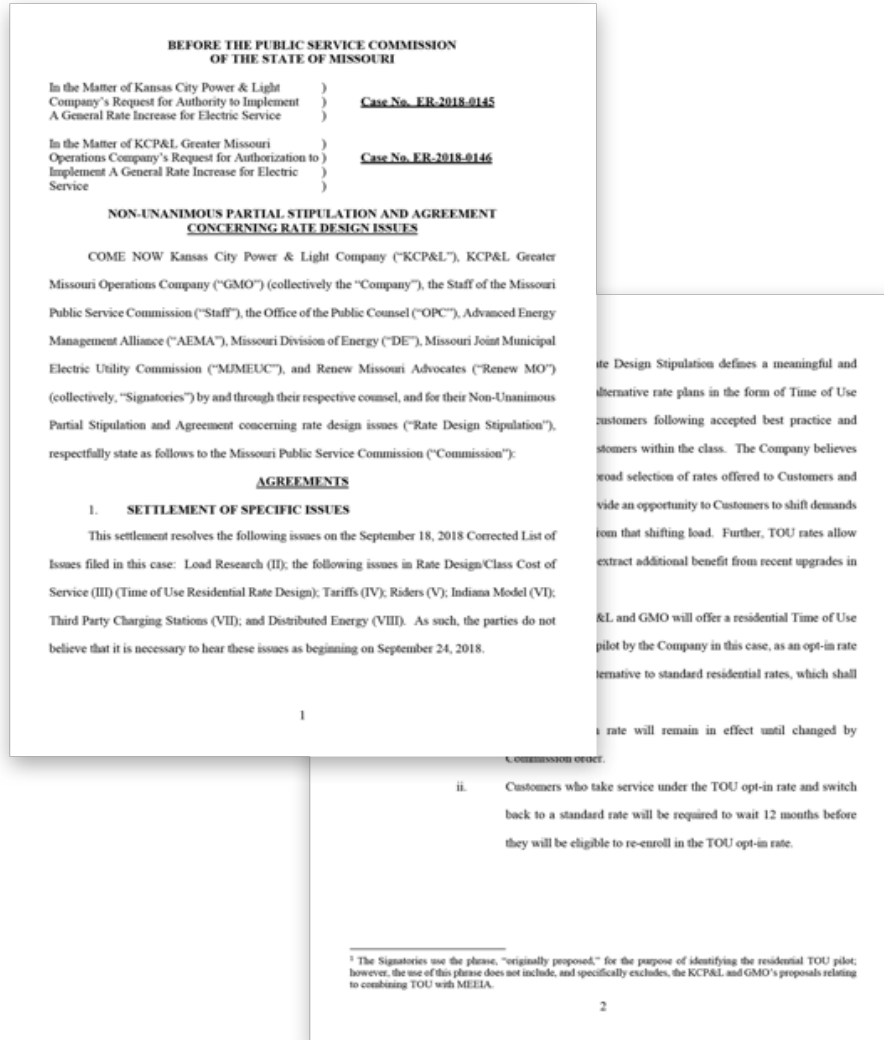 BEFORE THE PUBLIC SERVICE COMMISSION
OF THE STATE OF MISSOURI
In the Matter of Kansas City Power & Light )
Company's Request for Authority to Implement ) Case No. ER-2018-0145
A General Rate Increase for Electric Service )
In the Matter of KCP&L Greater Missouri )
Operations Company's Request for Authorization to ) Case No. ER-2018-0146
Implement A General Rate Increase for Electric )
Service )
NON-UNANIMOUS PARTIAL STIPULATION AND AGREEMENT
CONCERNING RATE DESIGN ISSUES
COME NOW Kansas City Power & Light Company ("KCP&L"), KCP&L Greater
Missouri Operations Company ("GMO") (collectively the "Company"), the Staff of the Missouri
Public Service Commission ("Staff"), the Office of the Public Counsel ("OPC"), Advanced Energy
Management Alliance ("AEMA"), Missouri Division of Energy ("DE"), Missouri Joint Municipal
Electric Utility Commission ("MJMEUC"), and Renew Missouri Advocates ("Renew MO")
(collectively, "Signatories") by and through their respective counsel, and for their Non-Unanimous
Partial Stipulation and Agreement concerning rate design issues ("Rate Design Stipulation"),
respectfully state as follows to the Missouri Public Service Commission ("Commission"):
AGREEMENTS
1. SETTLEMENT OF SPECIFIC ISSUES
This settlement resolves the following issues on the September 18, 2018 Corrected List of
Issues filed in this case: Load Research (II); the following issues in Rate Design/Class Cost of
Service (III) (Time of Use Residential Rate Design); Tariffs (IV); Riders (V); Indiana Model (VI);
Third Party Charging Stations (VII); and Distributed Energy (VIII). As such, the parties do not
believe that it is necessary to hear these issues as beginning on September 24, 2018.
1
Design Stipulation defines a meaningful and
alternative rate plans in the form of Time of Use
customers following accepted best practice and
within the class. The Company believes
selection of rates offered to Customers and
an opportunity to Customers to shift demands
that shifting load. Further, TOU rates allow
extract additional benefit from recent upgrades in
and GMO will offer a residential Time of Use
pilot by the Company in this case, as an opt-in rate
to standard residential rates, which shall
rate will remain in effect until changed by
Commission order.
ii. Customers who take service under the TOU opt-in rate and switch
back to a standard rate will be required to wait 12 months before
they will be eligible to re-enroll in the TOU opt-in rate.
1 The Signatories use the phrase, "originally proposed," for the purpose of identifying the residential TOU pilot;
however, the use of this phrase does not include, and specifically excludes, the KCP&L and GMO's proposals relating
to combining TOU with MEEIA.
2